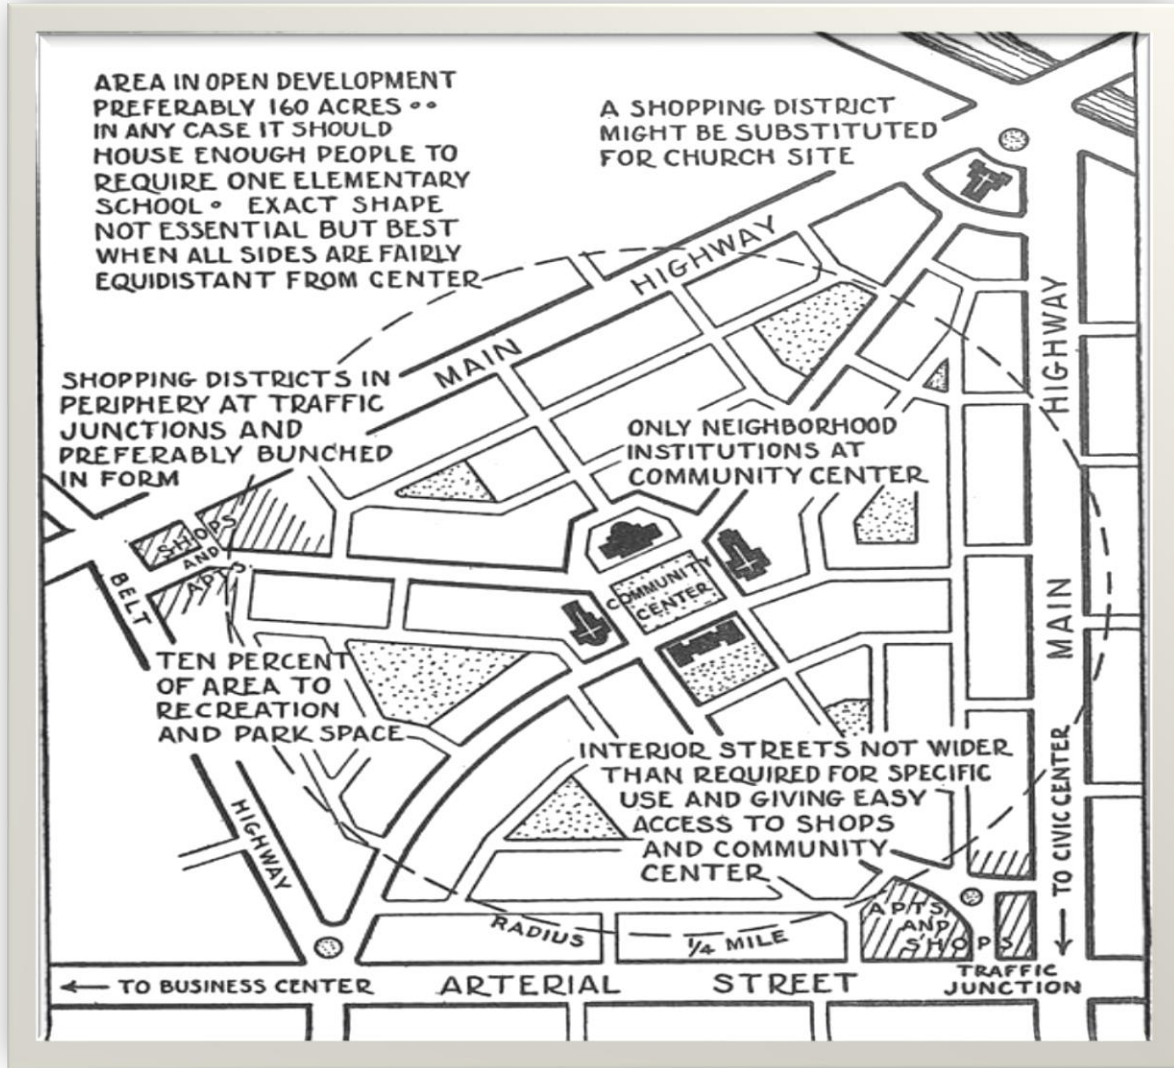 AREA IN OPEN DEVELOPMENT
PREFERABLY 160 ACRES • •
IN ANY CASE IT SHOULD
HOUSE ENOUGH PEOPLE TO
REQUIRE ONE ELEMENTARY
SCHOOL • EXACT SHAPE
NOT ESSENTIAL BUT BEST
WHEN ALL SIDES ARE FAIRLY
EQUIDISTANT FROM CENTER
A SHOPPING DISTRICT
MIGHT BE SUBSTITUTED
FOR CHURCH SITE
MAIN HIGHWAY
SHOPPING DISTRICTS IN
PERIPHERY AT TRAFFIC
JUNCTIONS AND
PREFERABLY BUNCHED
IN FORM
ONLY NEIGHBORHOOD
INSTITUTIONS AT
COMMUNITY CENTER
HIGHWAY
MAIN
SHOPS
AND
APTS.
BELT
HIGHWAY
COMMUNITY
CENTER
TEN PERCENT
OF AREA TO
RECREATION
AND PARK SPACE
INTERIOR STREETS NOT WIDER
THAN REQUIRED FOR SPECIFIC
USE AND GIVING EASY
ACCESS TO SHOPS
AND COMMUNITY
CENTER
← TO CIVIC CENTER
APTS
AND
SHOPS
RADIUS 1/4 MILE
TRAFFIC
JUNCTION
← TO BUSINESS CENTER
ARTERIAL STREET